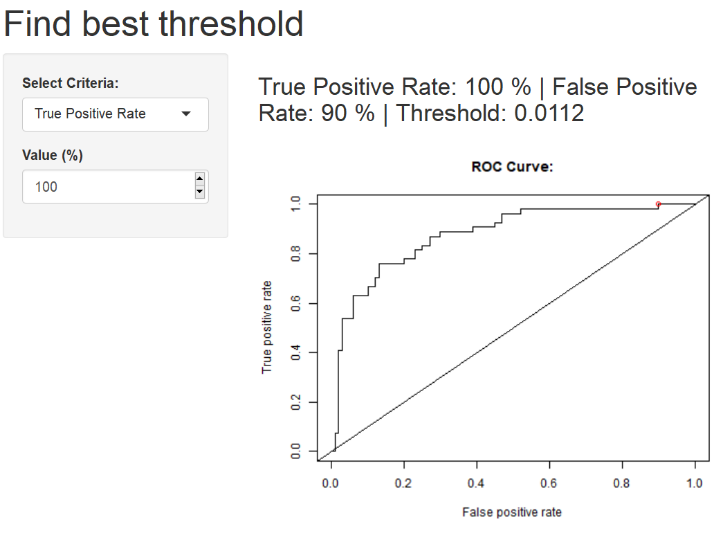 Find best threshold
Select Criteria:
True Positive Rate
Value (%)
100
True Positive Rate: 100 % | False Positive
Rate: 90 % | Threshold: 0.0112
ROC Curve:
True positive rate
1.0
0.8
0.6
0.4
0.2
0.0
0.0 0.2 0.4 0.6 0.8 1.0
False positive rate